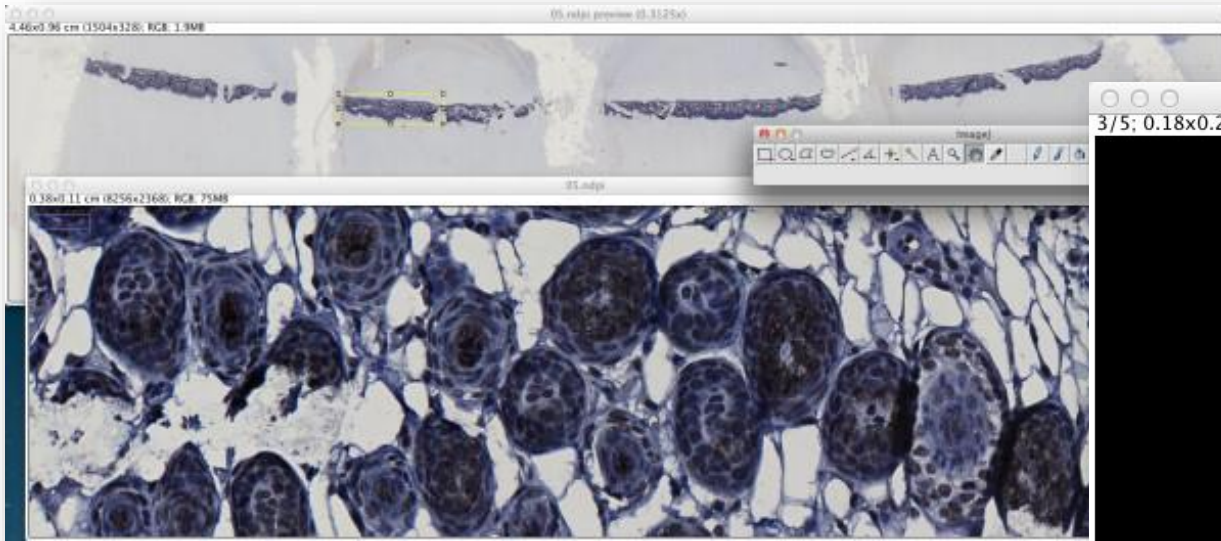 05.ndpi preview (0.3125x)
4.46x0.96 cm (1504x328); RGB; 1.9MB
ImageJ
3/5; 0.18x0.2
05.ndpi
0.38x0.11 cm (8256x2368); RGB; 75MB